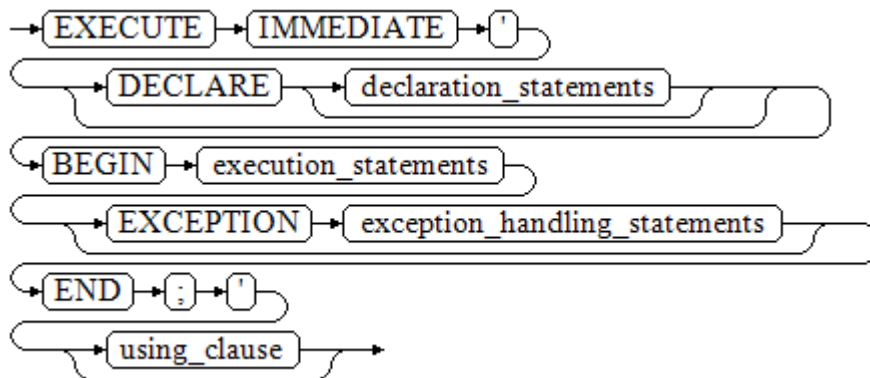 EXECUTE IMMEDIATE '
DECLARE declaration_statements
BEGIN execution_statements
EXCEPTION exception_handling_statements
END ; '
using_clause